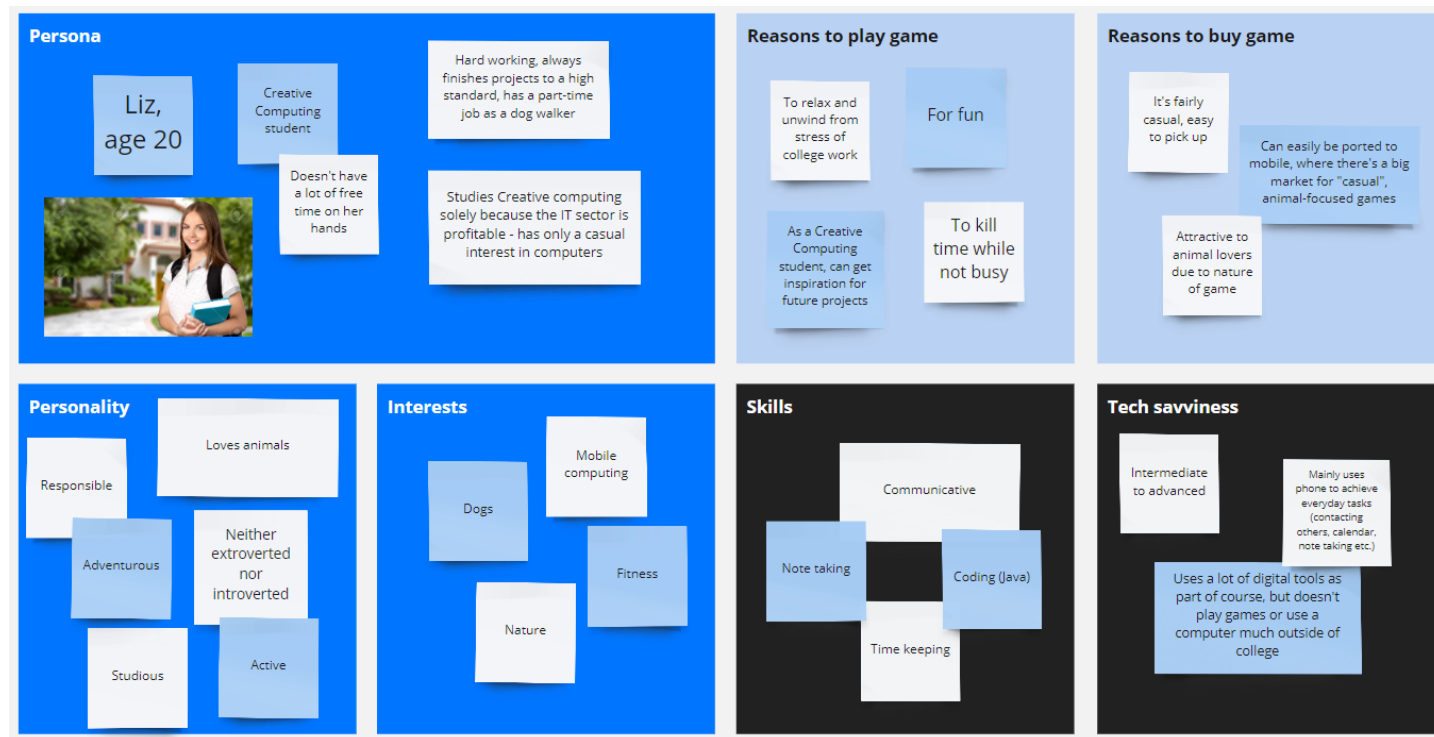 Persona
Liz,
age 20
Creative
Computing
student
Doesn't have
a lot of free
time on her
hands
Hard working, always
finishes projects to a high
standard, has a part-time
job as a dog walker
Studies Creative computing
solely because the IT sector is
profitable - has only a casual
interest in computers
Reasons to play game
To relax and
unwind from
stress of
college work
For fun
As a Creative
Computing
student, can get
inspiration for
future projects
To kill
time while
not busy
Reasons to buy game
It's fairly
casual, easy
to pick up
Can easily be ported to
mobile, where there's a big
market for "casual",
animal-focused games
Attractive to
animal lovers
due to nature
of game
Personality
Loves animals
Responsible
Adventurous
Neither
extroverted
nor
introverted
Studious
Active
Interests
Mobile
computing
Dogs
Fitness
Nature
Skills
Communicative
Note taking
Coding (Java)
Time keeping
Tech savviness
Intermediate
to advanced
Mainly uses
phone to achieve
everyday tasks
(contacting
others, calendar,
note taking etc.)
Uses a lot of digital tools as
part of course, but doesn't
play games or use a
computer much outside of
college